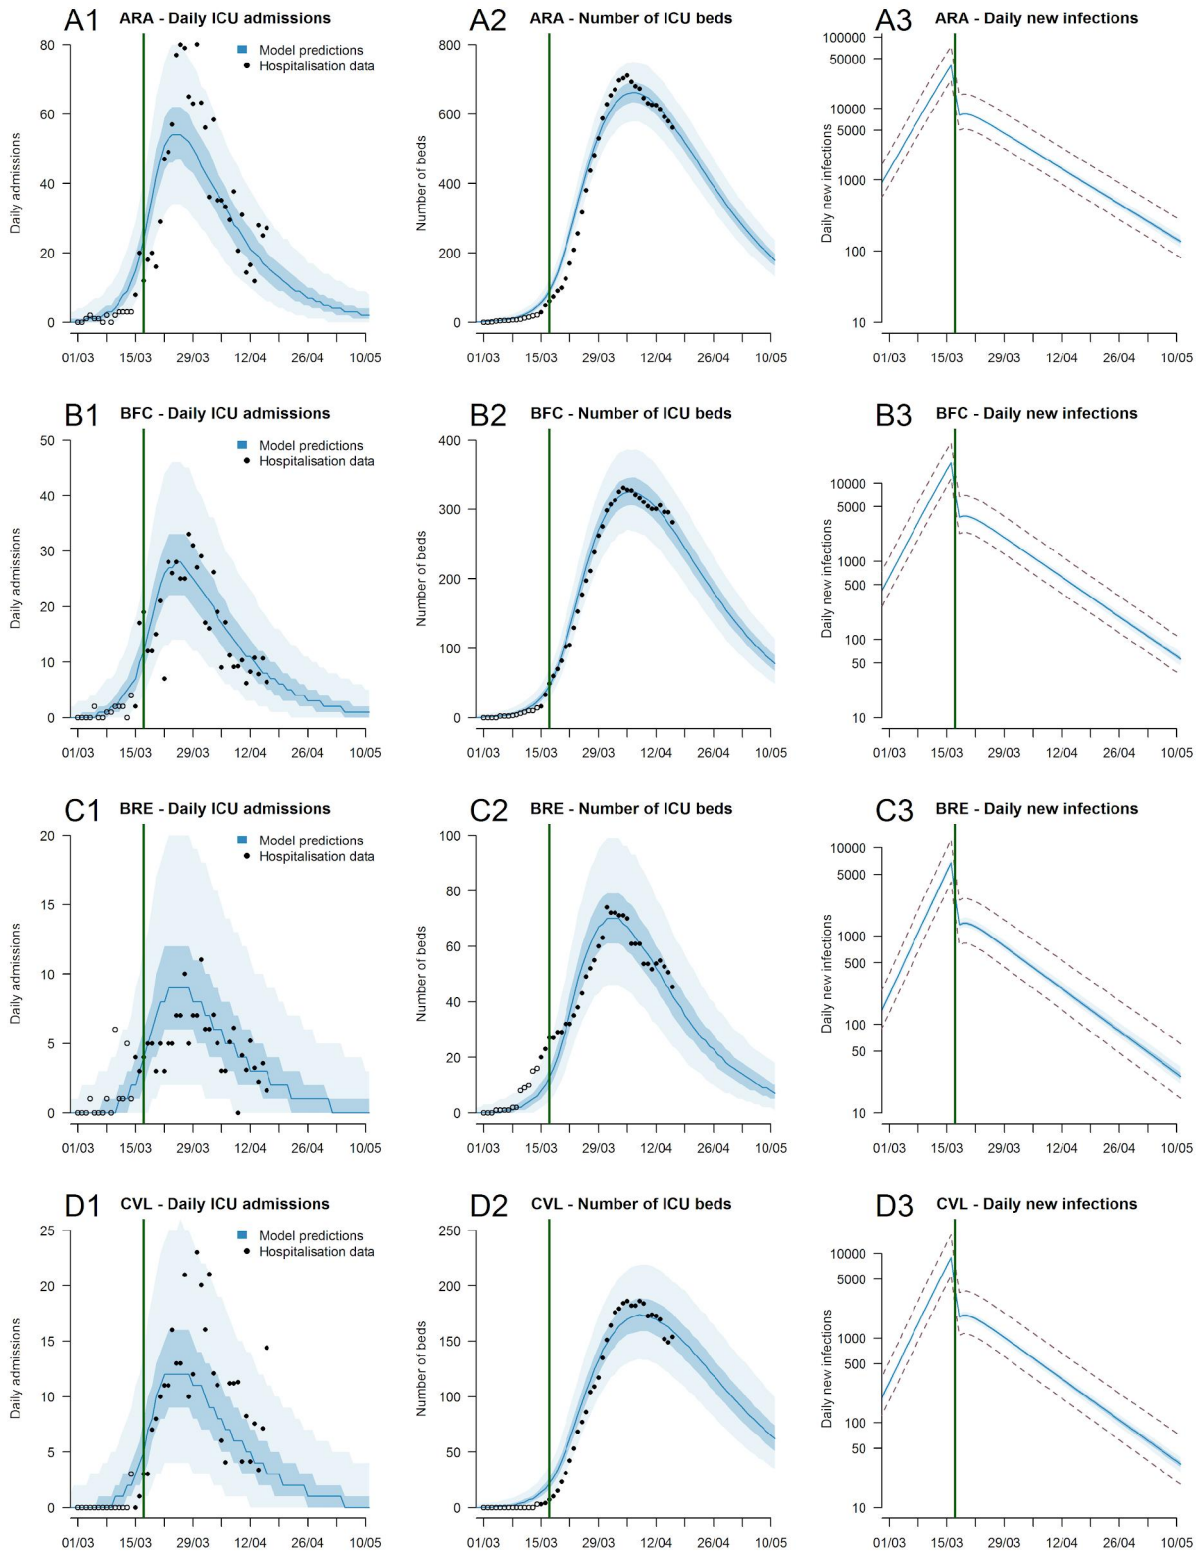 A1 ARA - Daily ICU admissions
Daily admissions
80
60
40
20
0
Model predictions
Hospitalisation data
01/03 15/03 29/03 12/04 26/04 10/05
A2 ARA - Number of ICU beds
Number of beds
800
600
400
200
0
01/03 15/03 29/03 12/04 26/04 10/05
A3 ARA - Daily new infections
Daily new infections
100000
50000
10000
5000
1000
100
10
01/03 15/03 29/03 12/04 26/04 10/05
B1 BFC - Daily ICU admissions
Daily admissions
50
40
30
20
10
0
Model predictions
Hospitalisation data
01/03 15/03 29/03 12/04 26/04 10/05
B2 BFC - Number of ICU beds
Number of beds
400
300
200
100
0
01/03 15/03 29/03 12/04 26/04 10/05
B3 BFC - Daily new infections
Daily new infections
10000
5000
1000
500
100
50
10
01/03 15/03 29/03 12/04 26/04 10/05
C1 BRE - Daily ICU admissions
Daily admissions
20
15
10
5
0
Model predictions
Hospitalisation data
01/03 15/03 29/03 12/04 26/04 10/05
C2 BRE - Number of ICU beds
Number of beds
100
80
60
40
20
0
01/03 15/03 29/03 12/04 26/04 10/05
C3 BRE - Daily new infections
Daily new infections
10000
5000
1000
500
100
50
10
01/03 15/03 29/03 12/04 26/04 10/05
D1 CVL - Daily ICU admissions
Daily admissions
25
20
15
10
5
0
Model predictions
Hospitalisation data
01/03 15/03 29/03 12/04 26/04 10/05
D2 CVL - Number of ICU beds
Number of beds
250
200
150
100
50
0
01/03 15/03 29/03 12/04 26/04 10/05
D3 CVL - Daily new infections
Daily new infections
10000
5000
1000
500
100
50
10
01/03 15/03 29/03 12/04 26/04 10/05